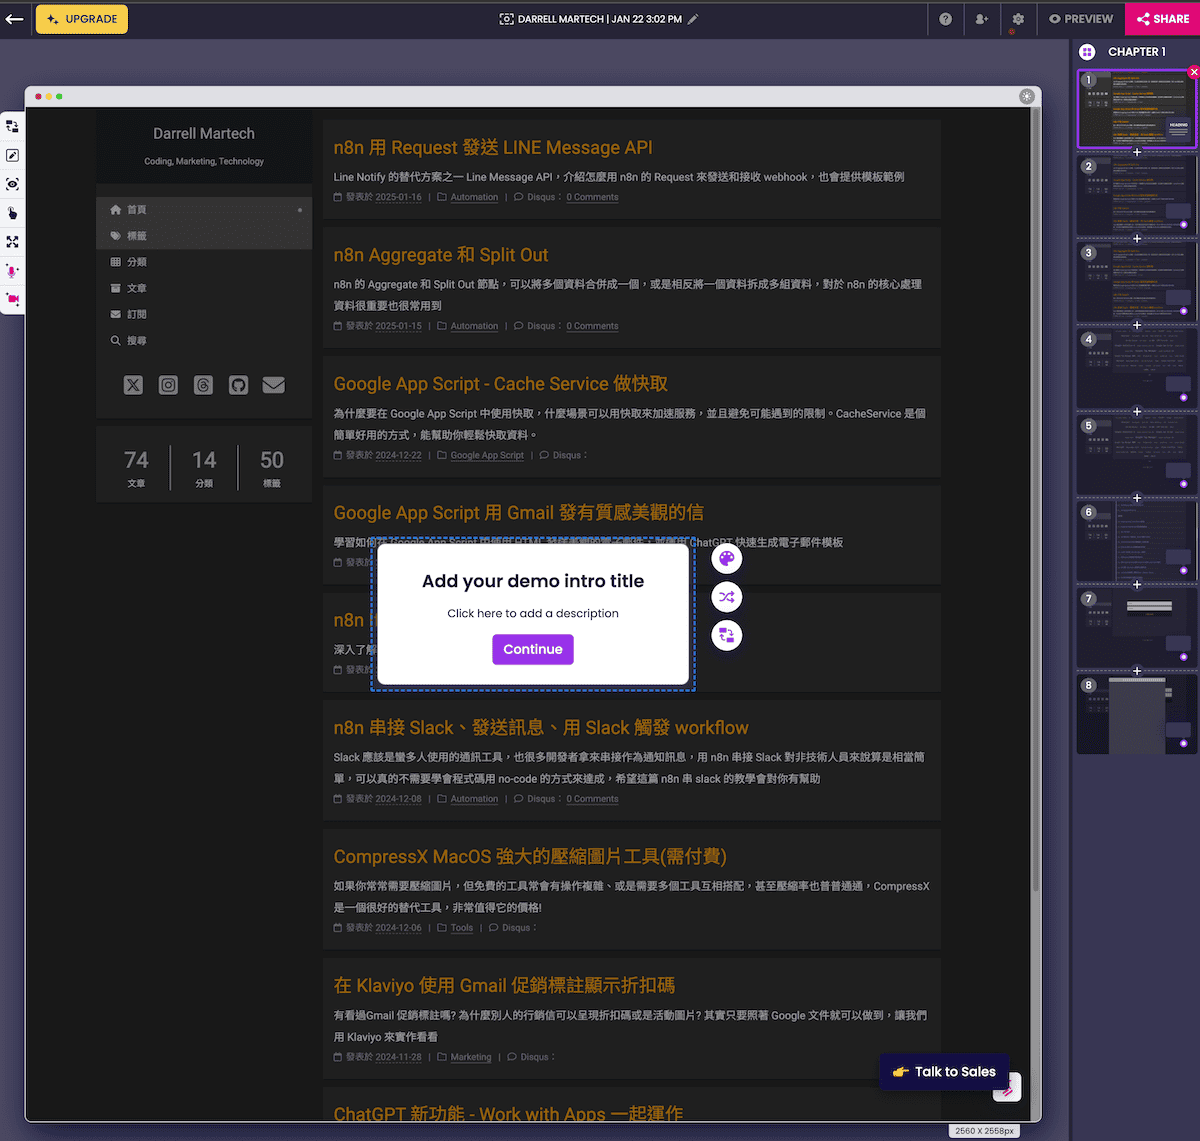 UPGRADE
DARRELL MARTECH | JAN 22 3:02 PM
PREVIEW
SHARE
CHAPTER 1
Darrell Martech
Coding, Marketing, Technology
首頁
標籤
分類
文章
訂閱
搜尋
74
文章
14
分類
50
標籤
n8n 用 Request 發送 LINE Message API
Line Notify 的替代方案之一 Line Message API，介紹怎麼用 n8n 的 Request 來發送和接收 webhook，也會提供模板範例
發表於 2025-01-16 | Automation | Disqus： 0 Comments
n8n Aggregate 和 Split Out
n8n 的 Aggregate 和 Split Out 節點，可以將多個資料合併成一個，或是相反將一個資料拆成多組資料，對於 n8n 的核心處理
資料很重要也很常用到
發表於 2025-01-15 | Automation | Disqus： 0 Comments
Google App Script - Cache Service 做快取
為什麼要在 Google App Script 中使用快取，什麼場景可以用快取來加速服務，並且避免可能遇到的限制。CacheService 是個
簡單好用的方式，能幫助你輕鬆快取資料。
發表於 2024-12-22 | Google App Script | Disqus：
Google App Script 用 Gmail 發有質感美觀的信
學習如何在 Google App Script 中使用 HTML 發送美觀的電子郵件，並使用 ChatGPT 快速生成電子郵件模板
發表於
n8n
深入了解
發表於
Add your demo intro title
Click here to add a description
Continue
n8n 串接 Slack、發送訊息、用 Slack 觸發 workflow
Slack 應該是蠻多人使用的通訊工具，也很多開發者拿來串接作為通知訊息，用 n8n 串接 Slack 對非技術人員來說算是相當簡
單，可以真的不需要學會程式碼用 no-code 的方式來達成，希望這篇 n8n 串 slack 的教學會對你有幫助
發表於 2024-12-08 | Automation | Disqus： 0 Comments
CompressX MacOS 強大的壓縮圖片工具(需付費)
如果你常常需要壓縮圖片，但免費的工具常會有操作複雜、或是需要多個工具互相搭配，甚至壓縮率也普普通通，CompressX
是一個很好的替代工具，非常值得它的價格!
發表於 2024-12-06 | Tools | Disqus：
在 Klaviyo 使用 Gmail 促銷標註顯示折扣碼
有看過Gmail 促銷標註嗎? 為什麼別人的行銷信可以呈現折扣碼或是活動圖片? 其實只要照著 Google 文件就可以做到，讓我們
用 Klaviyo 來實作看看
發表於 2024-11-28 | Marketing | Disqus：
ChatGPT 新功能 - Work with Apps 一起運作
👉 Talk to Sales
2560 X 2558px
1
HEADING
2
3
4
5
6
7
8